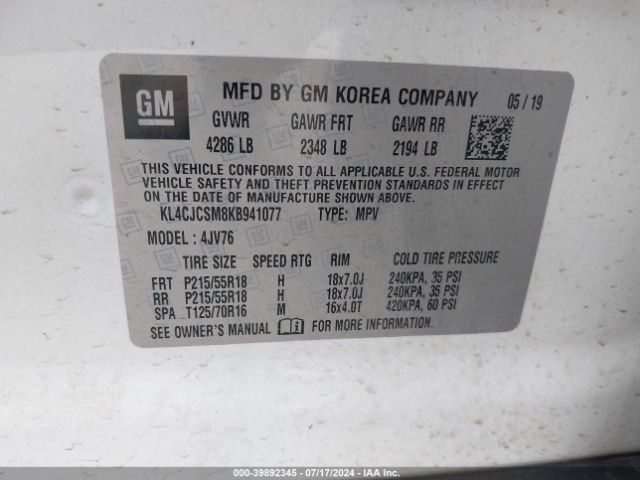 GM
MFD BY GM KOREA COMPANY 05 / 19
GVWR GAWR FRT GAWR RR
4286 LB 2348 LB 2194 LB
THIS VEHICLE CONFORMS TO ALL APPLICABLE U.S. FEDERAL MOTOR
VEHICLE SAFETY AND THEFT PREVENTION STANDARDS IN EFFECT
ON THE DATE OF MANUFACTURE SHOWN ABOVE.
KL4CJCSM8KB941077 TYPE: MPV
MODEL: 4JV76
TIRE SIZE SPEED RTG RIM COLD TIRE PRESSURE
FRT P215/55R18 H 18x7.0J 240KPA, 35 PSI
RR P215/55R18 H 18x7.0J 240KPA, 35 PSI
SPA T125/70R16 M 16x4.0T 420KPA, 60 PSI
SEE OWNER'S MANUAL FOR MORE INFORMATION.
000-39892345 / 07/17/2024 / IAA Inc.